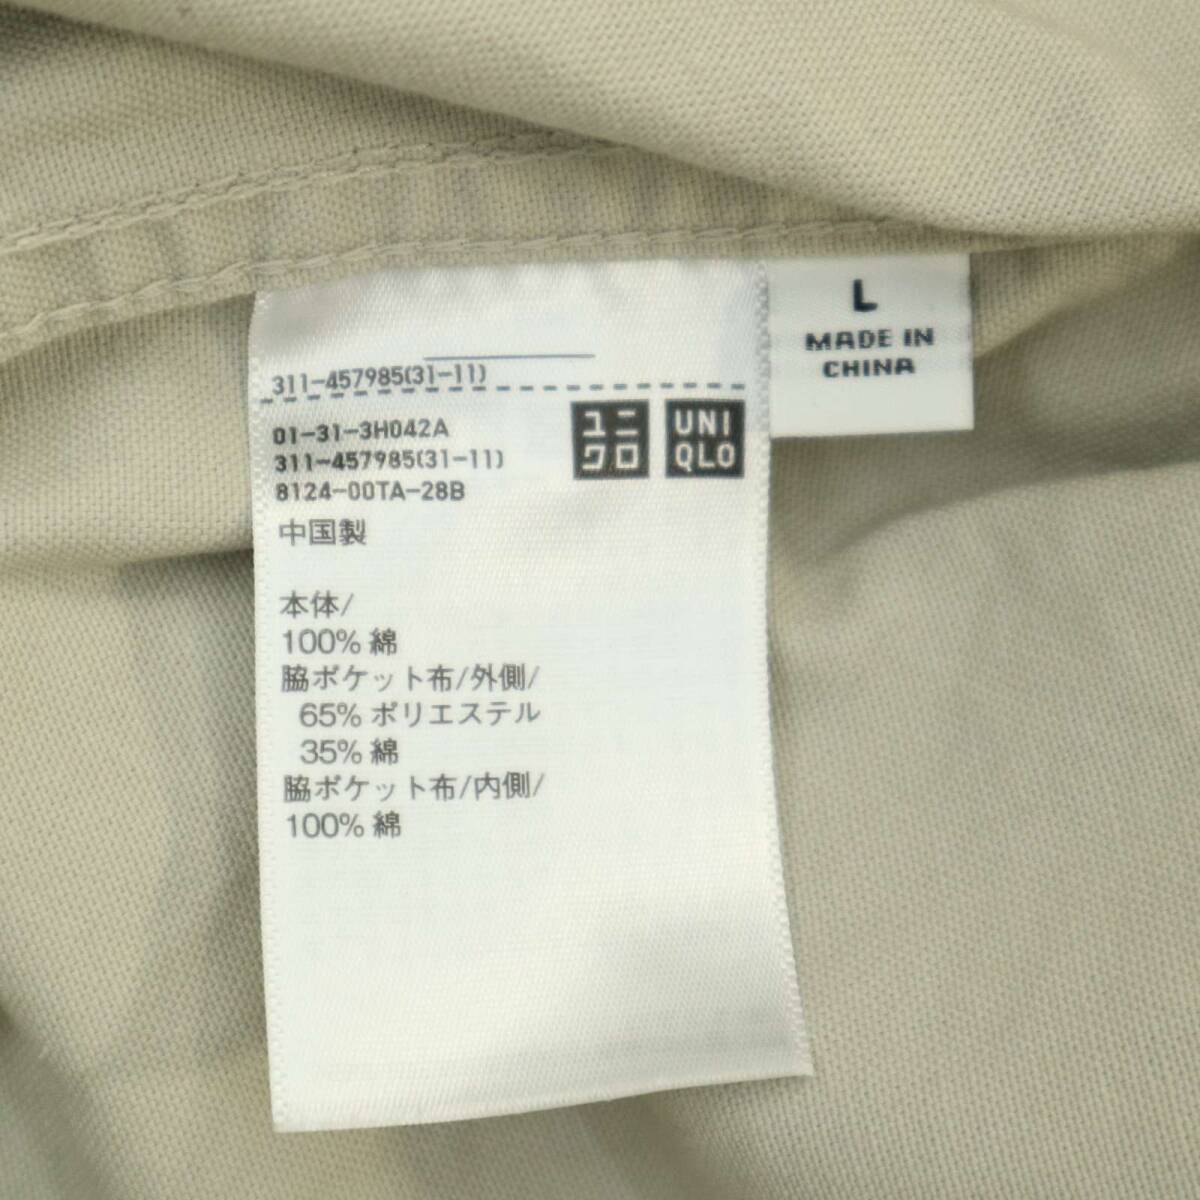 311-457985(31-11)
01-31-3H042A
311-457985(31-11)
8124-00TA-28B
中国製
ユニ
クロ
UNI
QLO
L
MADE IN
CHINA
本体/
100% 綿
脇ポケット布/外側/
65% ポリエステル
35% 綿
脇ポケット布/内側/
100% 綿